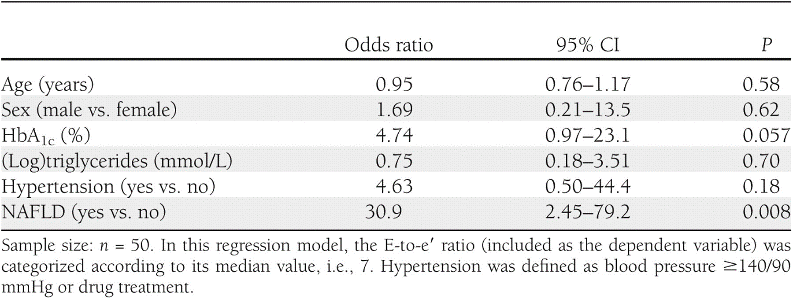 Odds ratio 95% CI P
Age (years) 0.95 0.76–1.17 0.58
Sex (male vs. female) 1.69 0.21–13.5 0.62
HbA1c (%) 4.74 0.97–23.1 0.057
(Log)triglycerides (mmol/L) 0.75 0.18–3.51 0.70
Hypertension (yes vs. no) 4.63 0.50–44.4 0.18
NAFLD (yes vs. no) 30.9 2.45–79.2 0.008
Sample size: n = 50. In this regression model, the E-to-e′ ratio (included as the dependent variable) was
categorized according to its median value, i.e., 7. Hypertension was defined as blood pressure ≥140/90
mmHg or drug treatment.